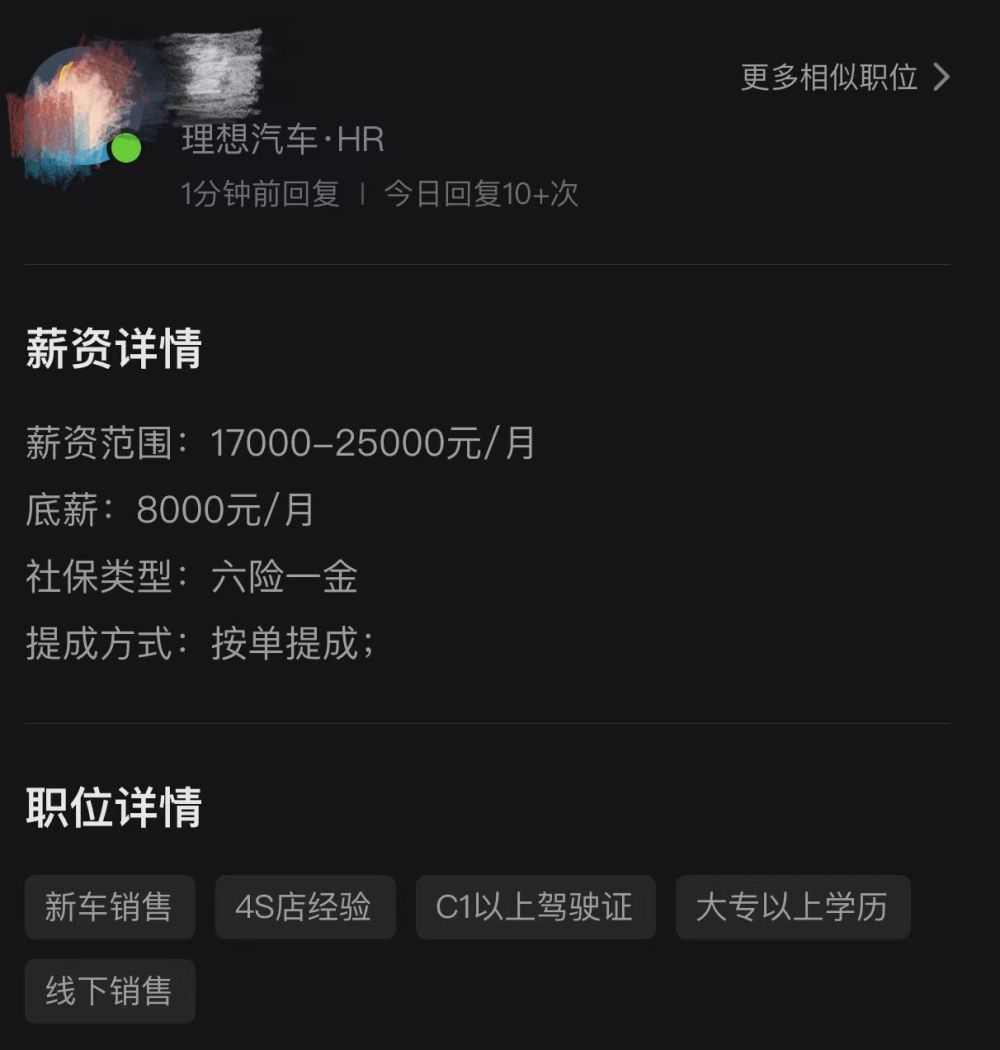 更多相似职位
理想汽车·HR
1分钟前回复 | 今日回复10+次
薪资详情
薪资范围：17000-25000元/月
底薪：8000元/月
社保类型：六险一金
提成方式：按单提成；
职位详情
新车销售 4S店经验 C1以上驾驶证 大专以上学历
线下销售